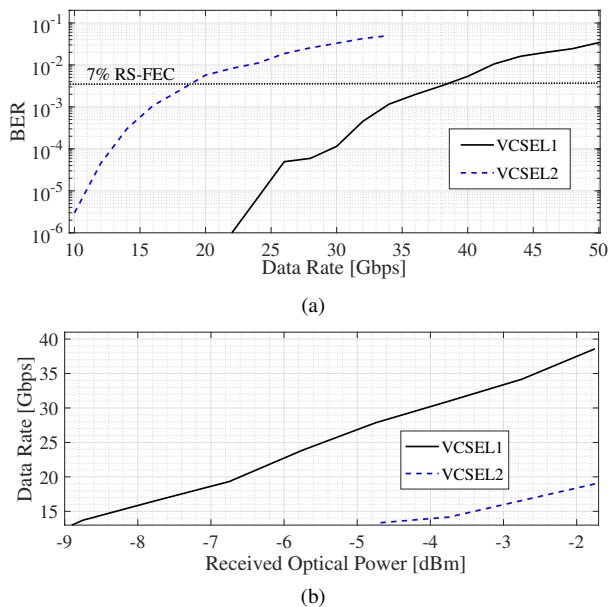 BER
10^-1
10^-2
10^-3
10^-4
10^-5
10^-6
7% RS-FEC
VCSEL1
VCSEL2
10 15 20 25 30 35 40 45 50
Data Rate [Gbps]
(a)
Data Rate [Gbps]
40
35
30
25
20
15
VCSEL1
VCSEL2
-9 -8 -7 -6 -5 -4 -3 -2
Received Optical Power [dBm]
(b)